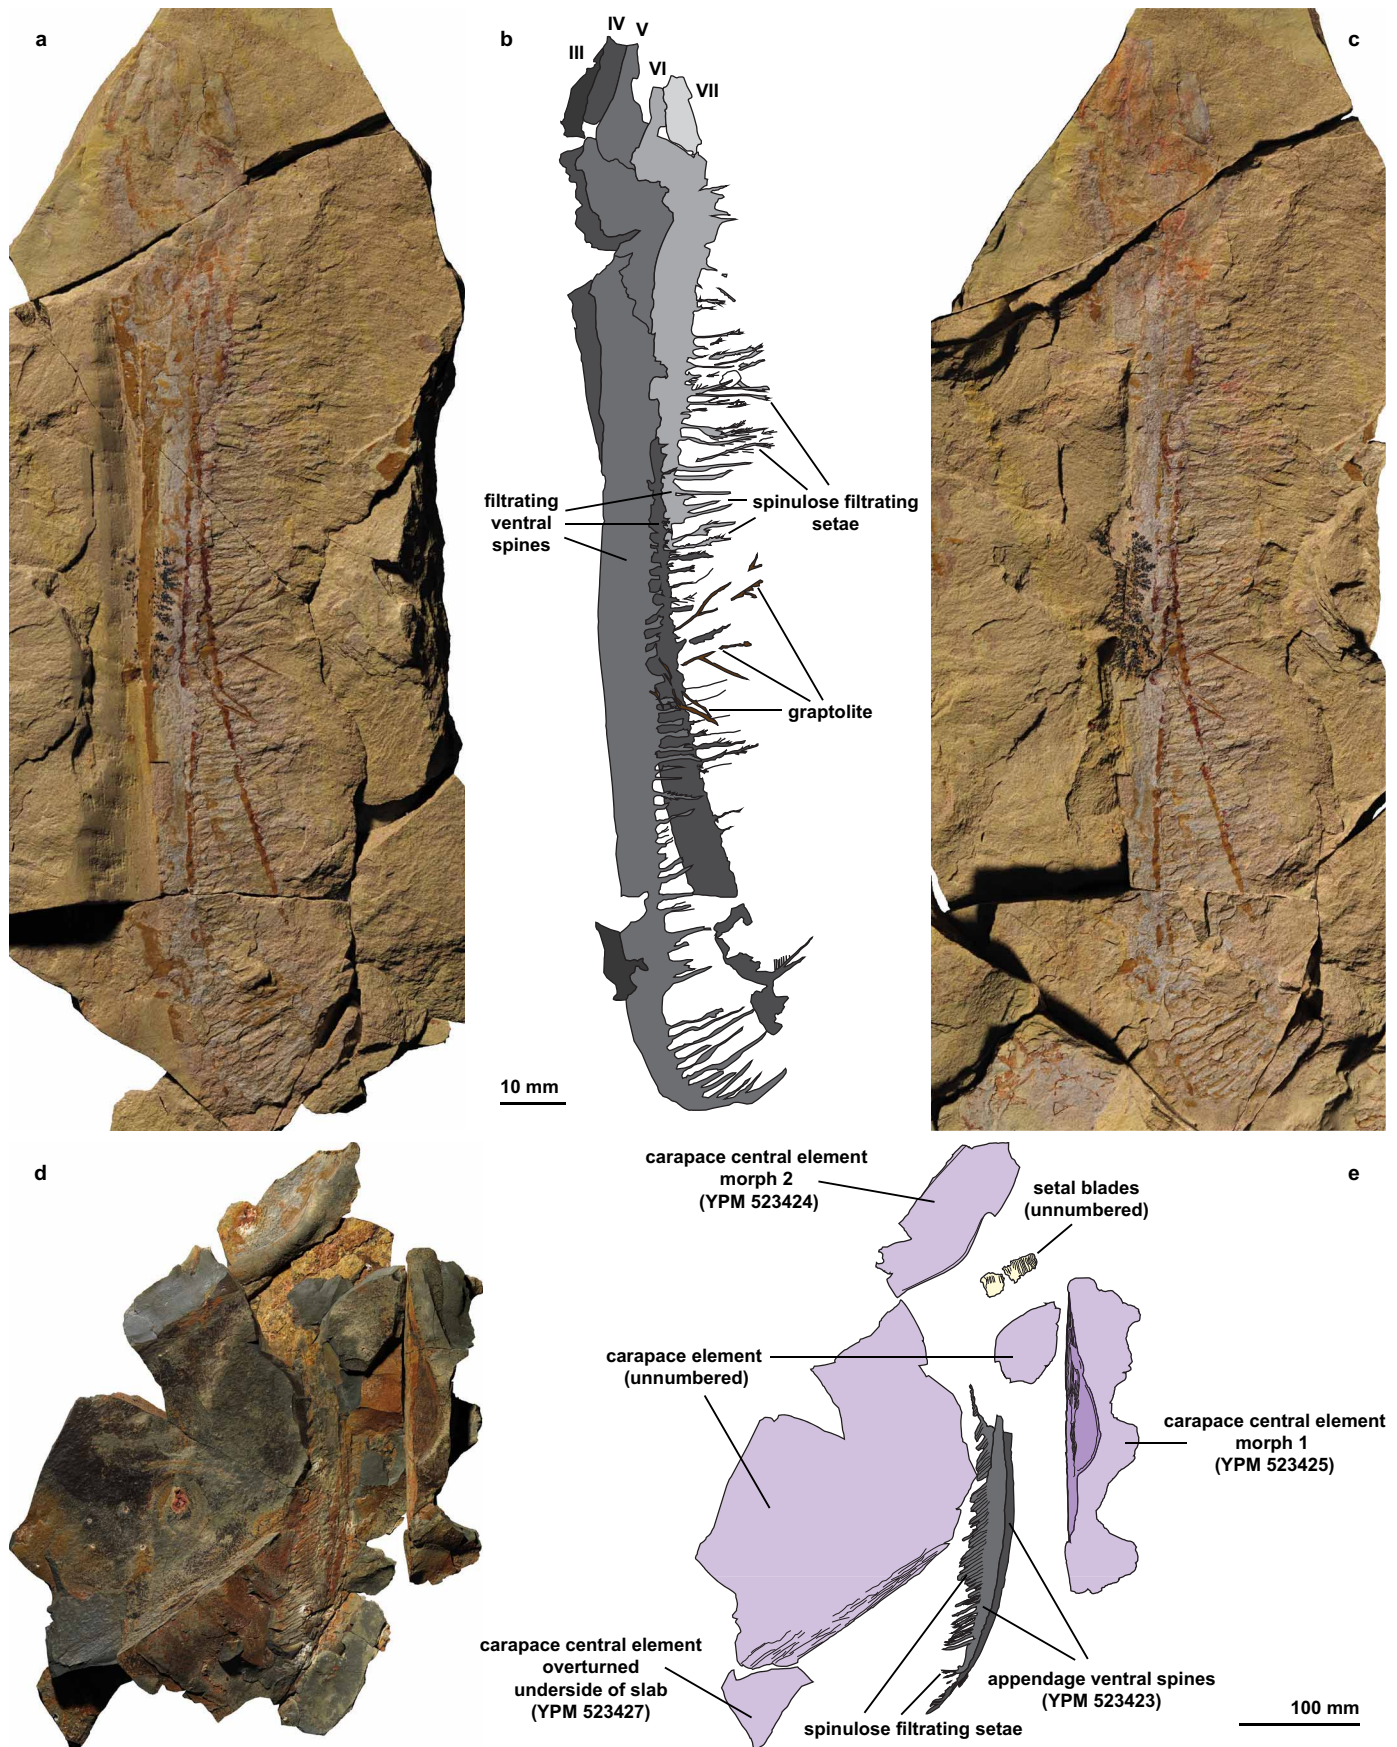 a
b
c
III
IV
V
VI
VII
filtrating
ventral
spines
spinulose filtrating
setae
graptolite
10 mm
d
e
carapace central element
morph 2
(YPM 523424)
setal blades
(unnumbered)
carapace element
(unnumbered)
carapace central element
morph 1
(YPM 523425)
carapace central element
overturned
underside of slab
(YPM 523427)
appendage ventral spines
(YPM 523423)
spinulose filtrating setae
100 mm